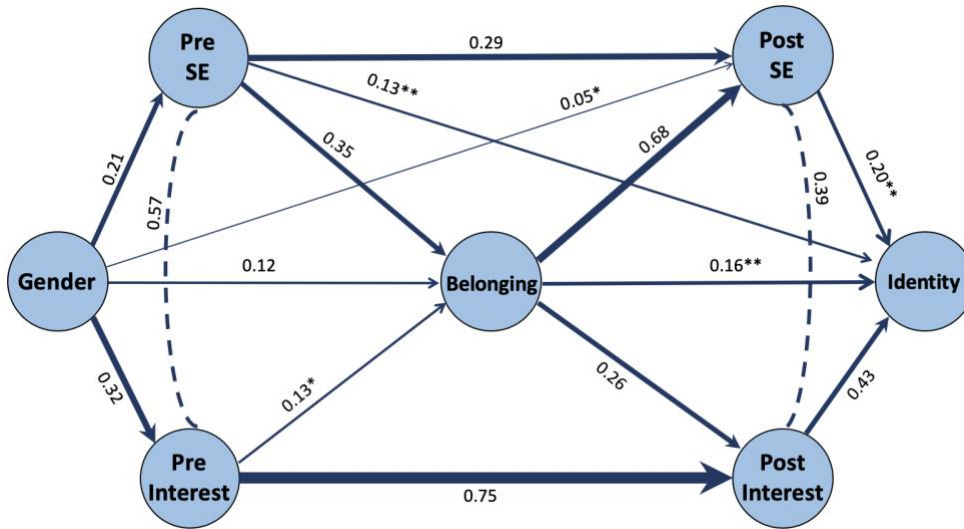 Pre
SE
0.29
Post
SE
0.13**
0.05*
0.21
0.35
0.68
0.20**
0.57
0.39
Gender
0.12
Belonging
0.16**
Identity
0.32
0.13*
0.26
0.43
Pre
Interest
0.75
Post
Interest